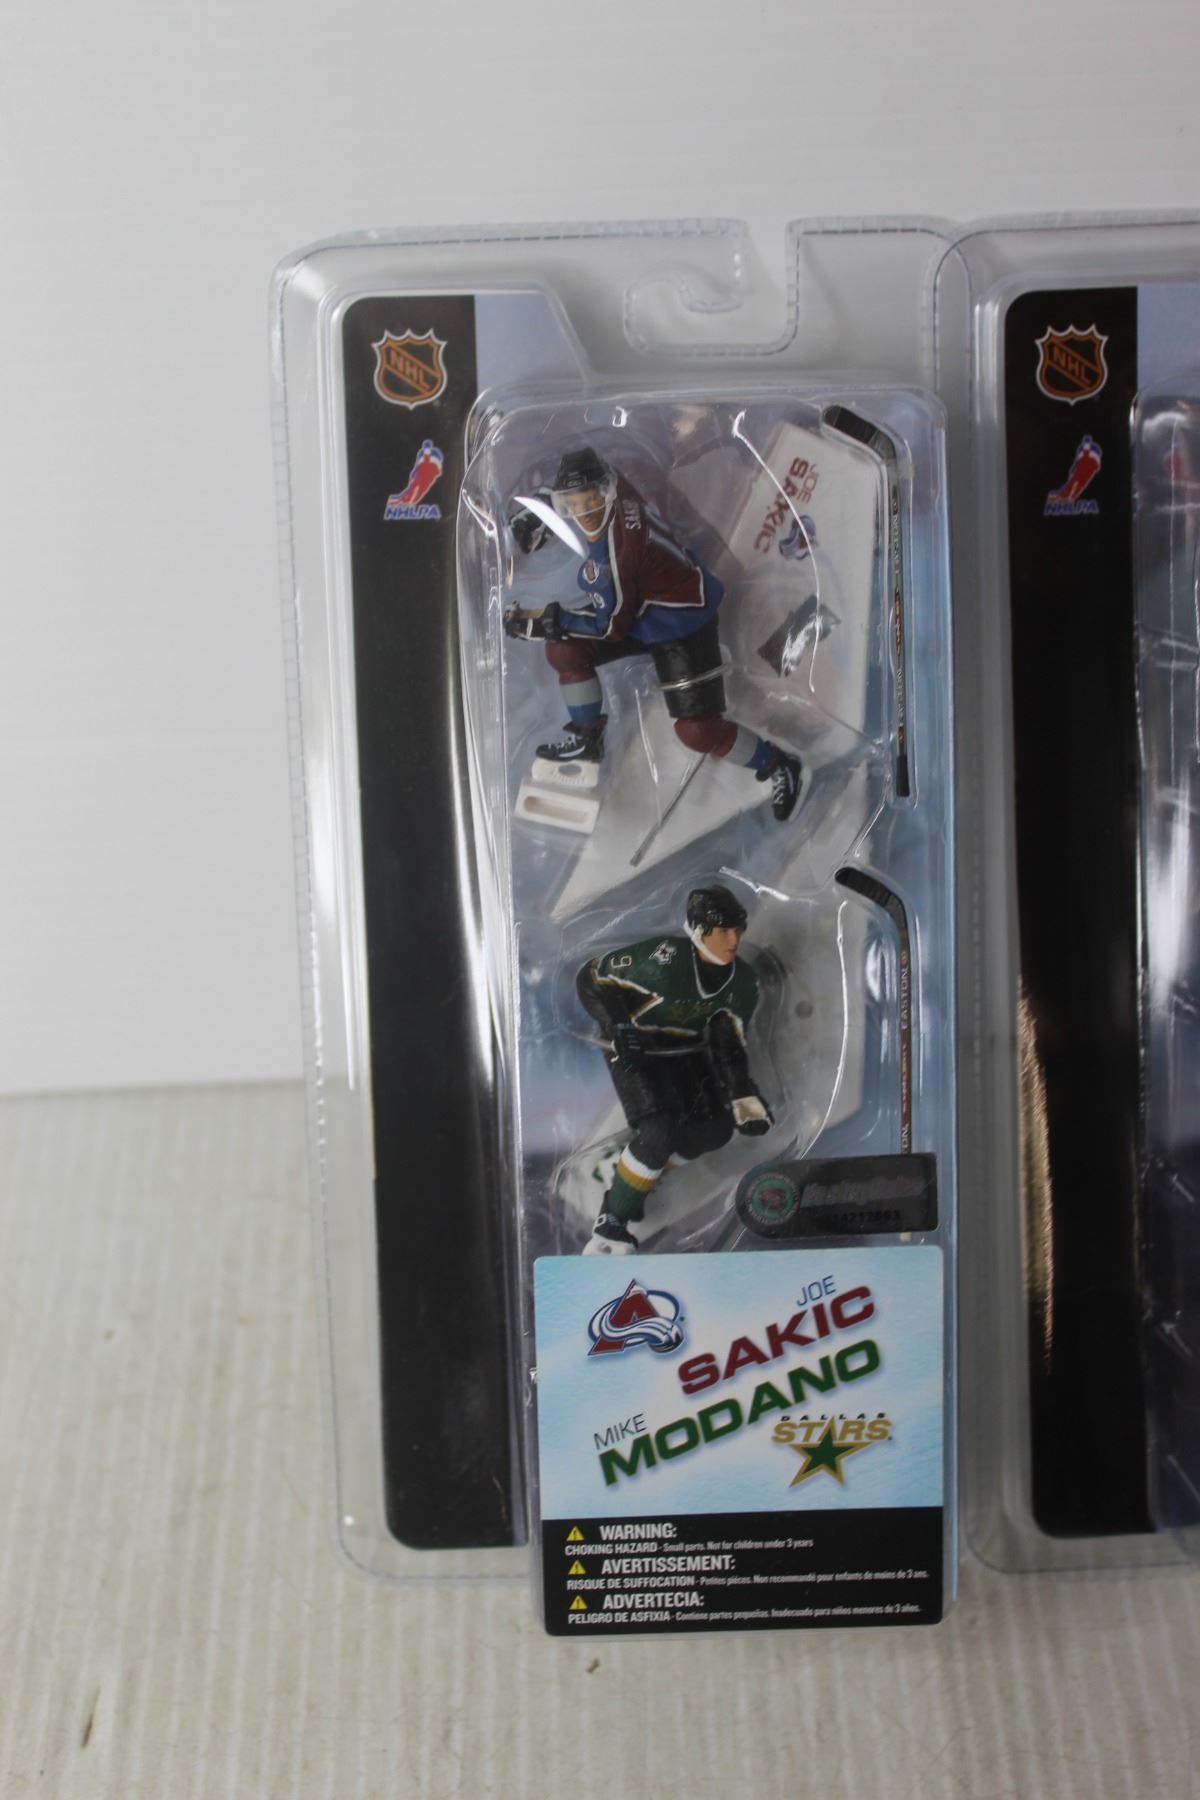 NHL
NHLPA
NHL
NHLPA
JOE
SAKIC
SAKIC
19
EASTON
9
A
EASTON
JOE
SAKIC
MIKE
MODANO
DALLAS
STARS
WARNING:
CHOKING HAZARD - Small parts. Not for children under 3 years
AVERTISSEMENT:
RISQUE DE SUFFOCATION - Petites pièces. Non recommandé pour enfants de moins de 3 ans.
ADVERTECIA:
PELIGRO DE ASFIXIA - Contiene partes pequeñas. Inadecuado para niños menores de 3 años.